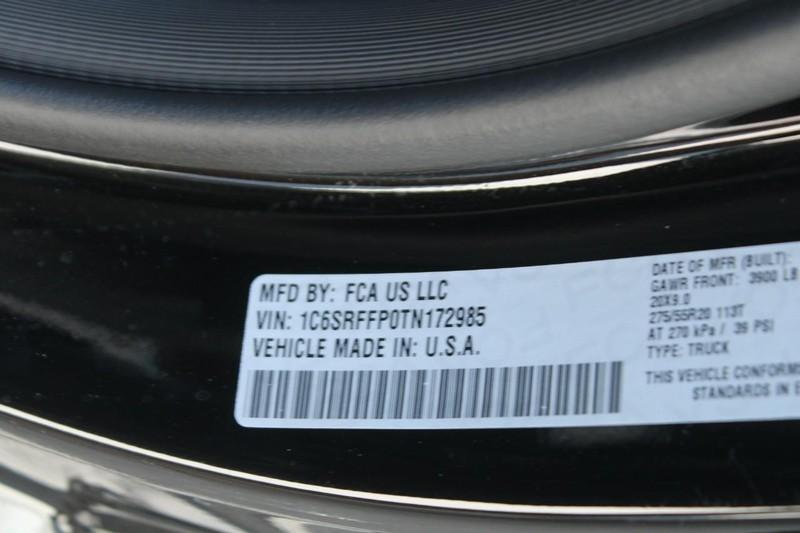 MFD BY: FCA US LLC
VIN: 1C6SRFFP0TN172985
VEHICLE MADE IN: U.S.A.
DATE OF MFR (BUILT):
GAWR FRONT: 3900 LB
20X9.0
275/55R20 113T
AT 270 kPa / 39 PSI
TYPE: TRUCK
THIS VEHICLE CONFORMS
STANDARDS IN E